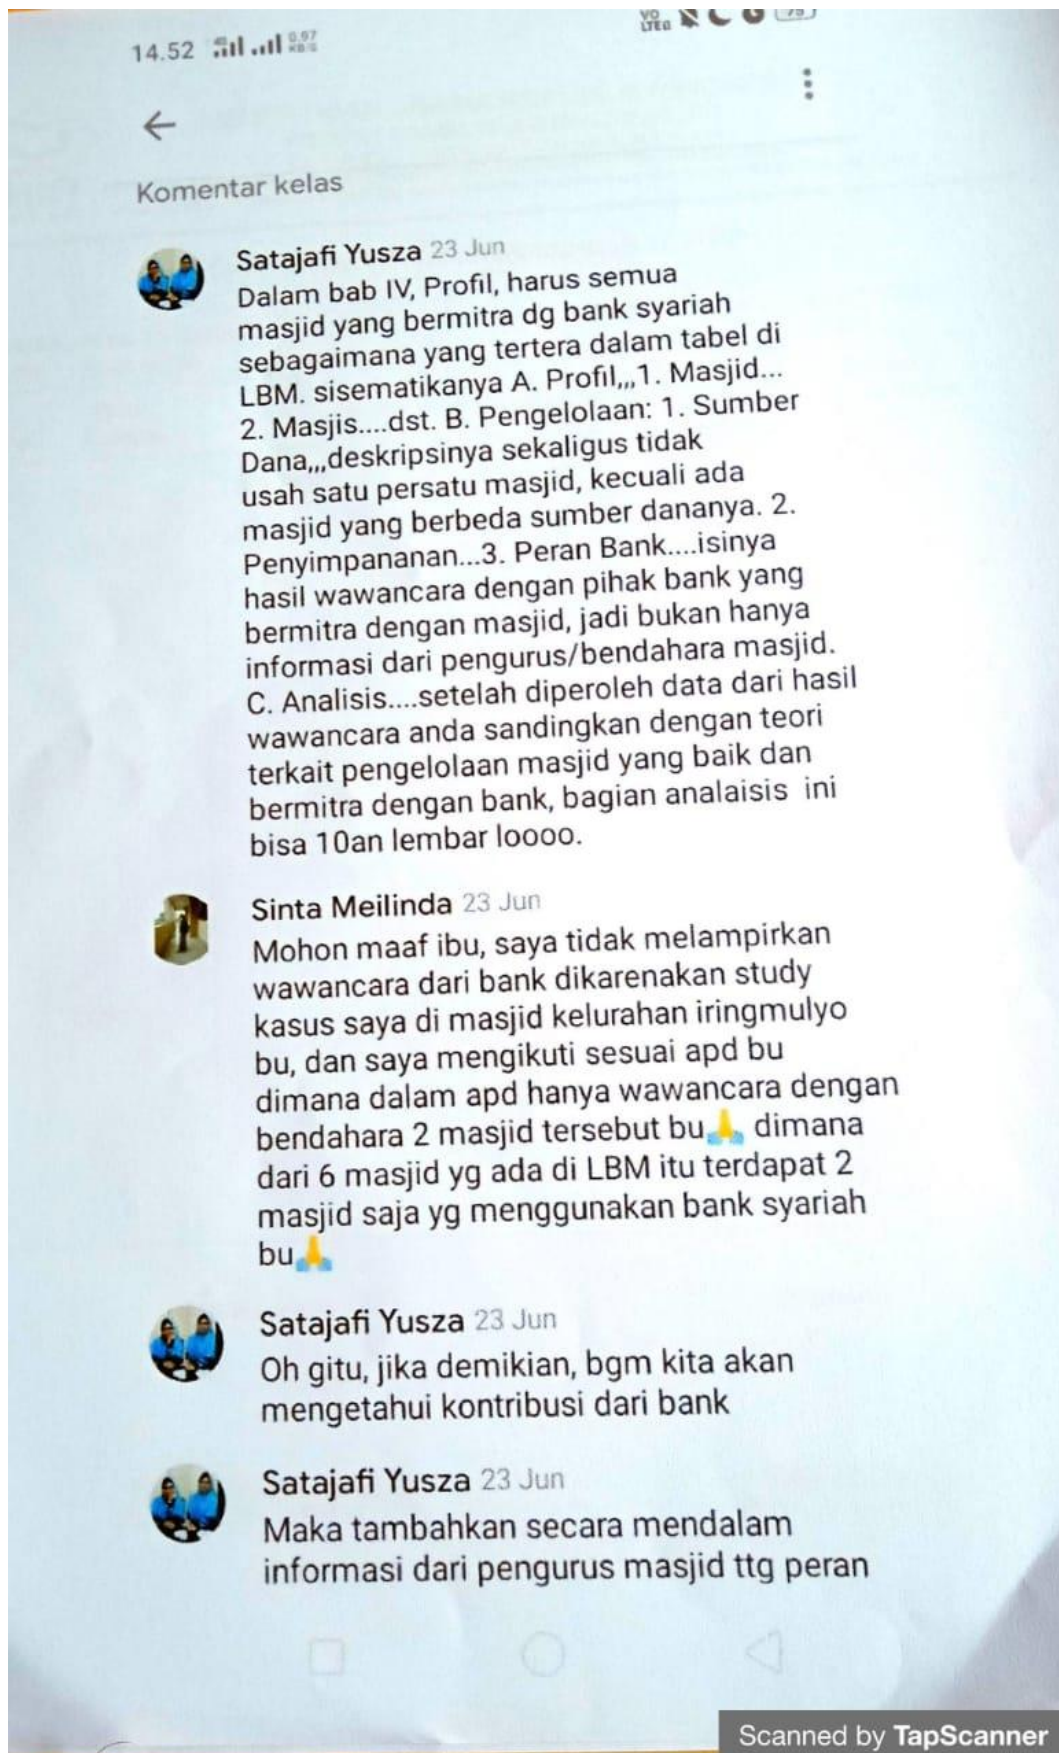 14.52
VO
LTE
Komentar kelas
Satajafi Yusza 23 Jun
Dalam bab IV, Profil, harus semua
masjid yang bermitra dg bank syariah
sebagaimana yang tertera dalam tabel di
LBM. sisematikanya A. Profil,,,1. Masjid...
2. Masjis....dst. B. Pengelolaan: 1. Sumber
Dana,,,deskripsinya sekaligus tidak
usah satu persatu masjid, kecuali ada
masjid yang berbeda sumber dananya. 2.
Penyimpananan...3. Peran Bank....isinya
hasil wawancara dengan pihak bank yang
bermitra dengan masjid, jadi bukan hanya
informasi dari pengurus/bendahara masjid.
C. Analisis....setelah diperoleh data dari hasil
wawancara anda sandingkan dengan teori
terkait pengelolaan masjid yang baik dan
bermitra dengan bank, bagian analaisis ini
bisa 10an lembar loooo.
Sinta Meilinda 23 Jun
Mohon maaf ibu, saya tidak melampirkan
wawancara dari bank dikarenakan study
kasus saya di masjid kelurahan iringmulyo
bu, dan saya mengikuti sesuai apd bu
dimana dalam apd hanya wawancara dengan
bendahara 2 masjid tersebut bu🙏 dimana
dari 6 masjid yg ada di LBM itu terdapat 2
masjid saja yg menggunakan bank syariah
bu🙏
Satajafi Yusza 23 Jun
Oh gitu, jika demikian, bgm kita akan
mengetahui kontribusi dari bank
Satajafi Yusza 23 Jun
Maka tambahkan secara mendalam
informasi dari pengurus masjid ttg peran
Scanned by TapScanner